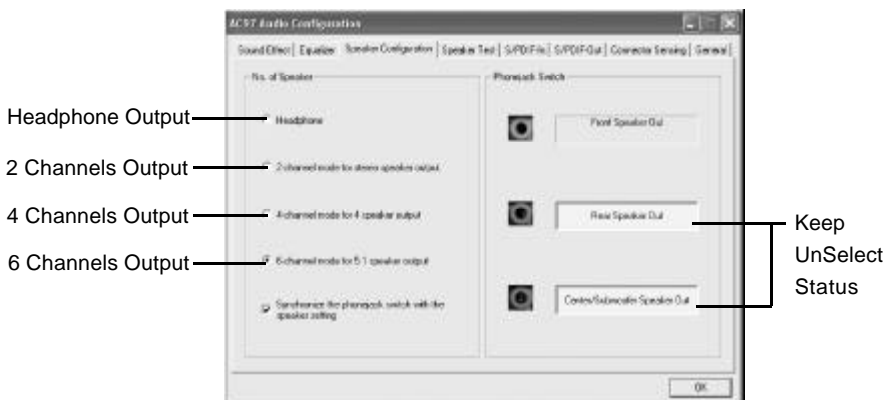 AC97 Audio Configuration
Sound Effect | Equalizer | Speaker Configuration | Speaker Test | S/PDIF-In | S/PDIF-Out | Connector Sensing | General
No. of Speaker
Phonejack Switch
Headphone Output
Headphone
Front Speaker Out
2 Channels Output
2-channel mode for stereo speaker output
4 Channels Output
4-channel mode for 4 speaker output
Rear Speaker Out
Keep
UnSelect
Status
6 Channels Output
6-channel mode for 5.1 speaker output
Synchronize the phonejack switch with the
speaker setting
Center/Subwoofer Speaker Out
OK